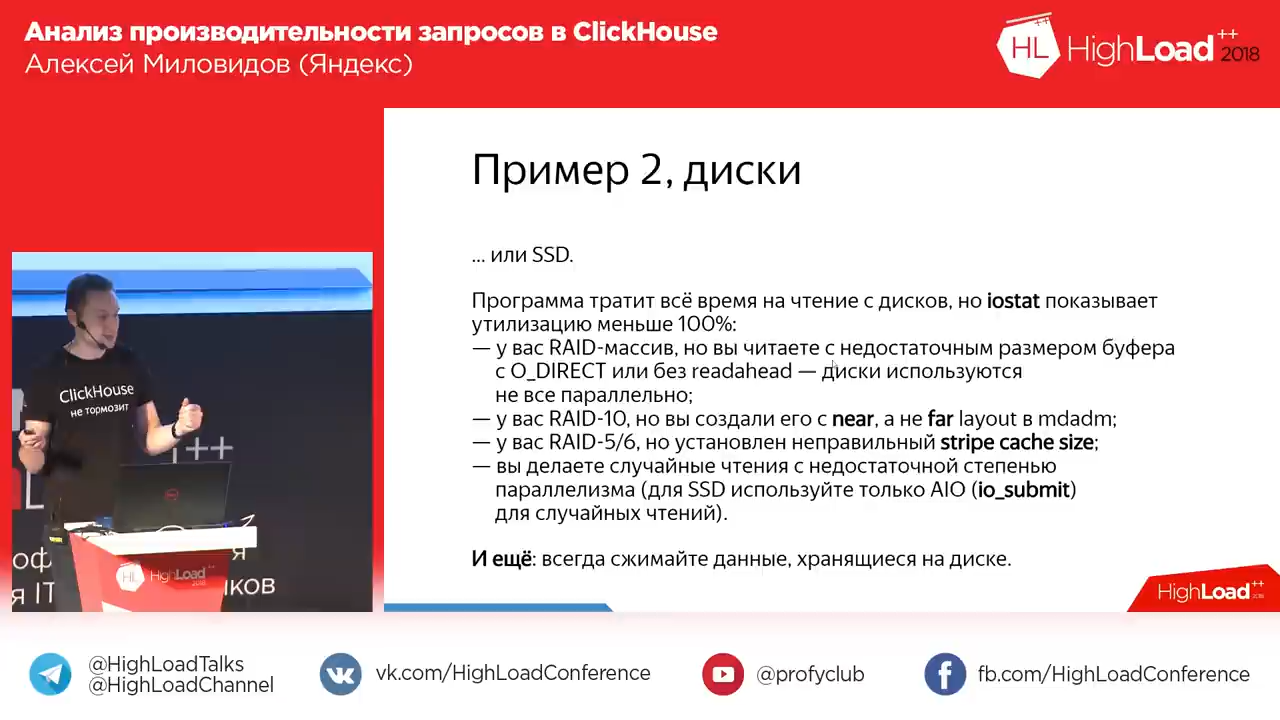 Анализ производительности запросов в ClickHouse
Алексей Миловидов (Яндекс)
HL HighLoad++ 2018
Пример 2, диски
... или SSD.
Программа тратит всё время на чтение с дисков, но iostat показывает
утилизацию меньше 100%:
— у вас RAID-массив, но вы читаете с недостаточным размером буфера
с O_DIRECT или без readahead — диски используются
не все параллельно;
— у вас RAID-10, но вы создали его с near, а не far layout в mdadm;
— у вас RAID-5/6, но установлен неправильный stripe cache size;
— вы делаете случайные чтения с недостаточной степенью
параллелизма (для SSD используйте только AIO (io_submit)
для случайных чтений).
И ещё: всегда сжимайте данные, хранящиеся на диске.
HighLoad++ 2018
ClickHouse
не тормозит
++
HL HighLoad 2018
@HighLoadTalks
@HighLoadChannel
vk.com/HighLoadConference
@profyclub
fb.com/HighLoadConference